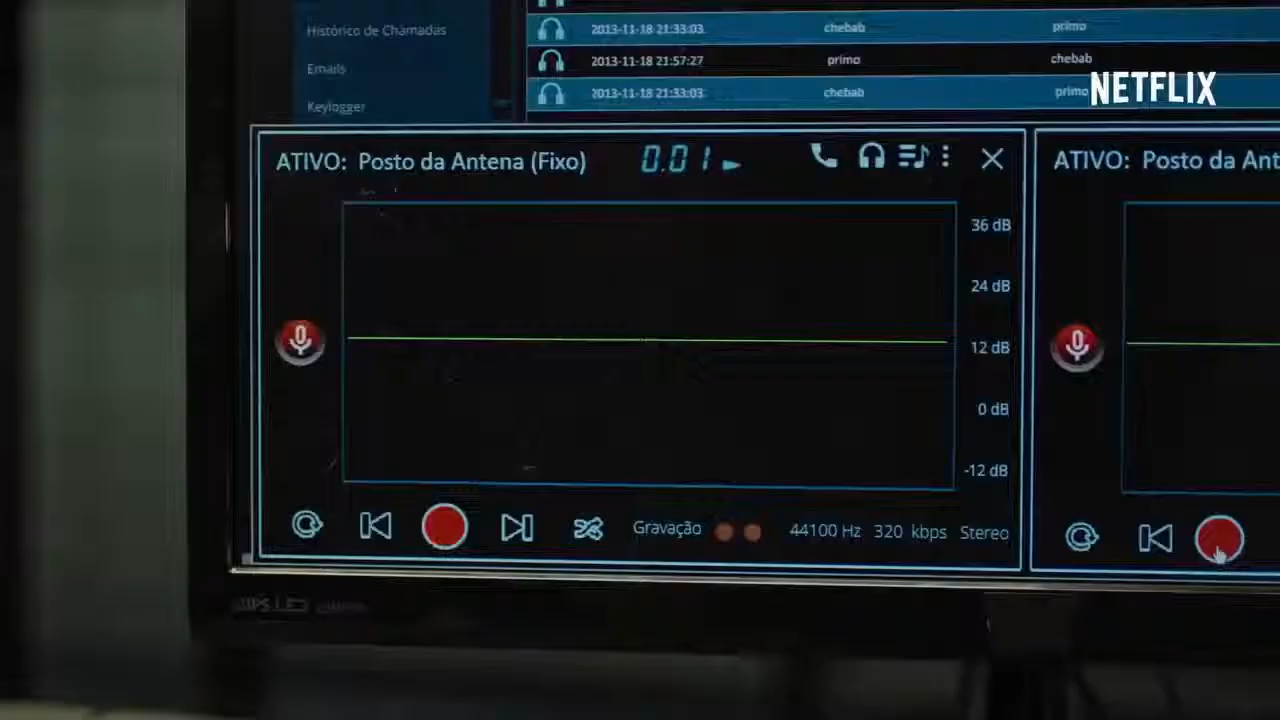 Histórico de Chamadas
Emails
Keylogger
2013-11-18 21:33:03 chebab primo
2013-11-18 21:57:27 primo chebab
2013-11-18 21:33:03 chebab primo
NETFLIX
ATIVO: Posto da Antena (Fixo) 0.01
ATIVO: Posto da Ant
36 dB
24 dB
12 dB
0 dB
-12 dB
Gravação 44100 Hz 320 kbps Stereo